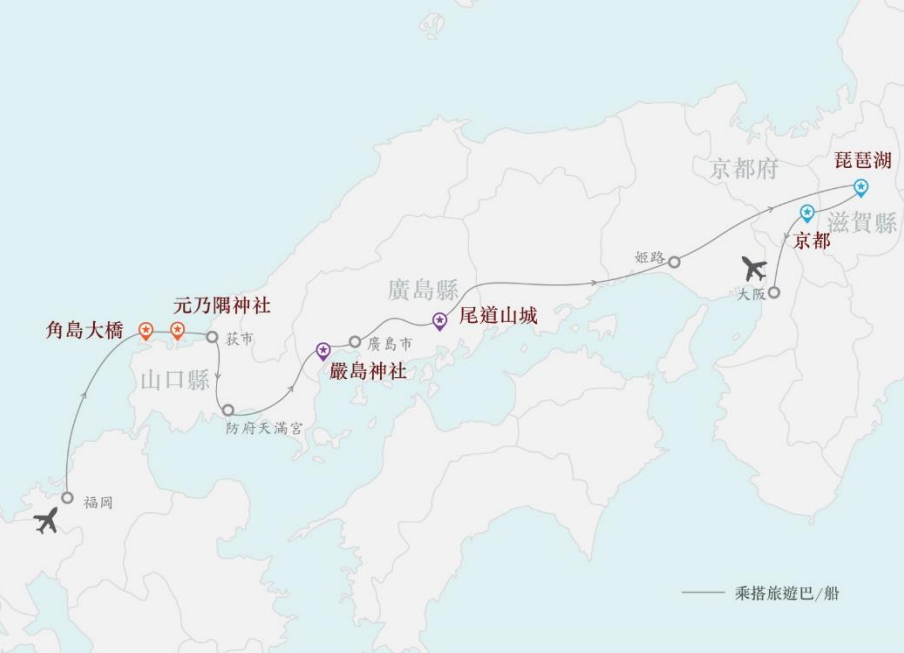 琵琶湖
京都府
滋賀縣
京都
姬路
大阪
廣島縣
尾道山城
元乃隅神社
角島大橋
荻市
廣島市
嚴島神社
山口縣
防府天滿宮
福岡
乘搭旅遊巴/船